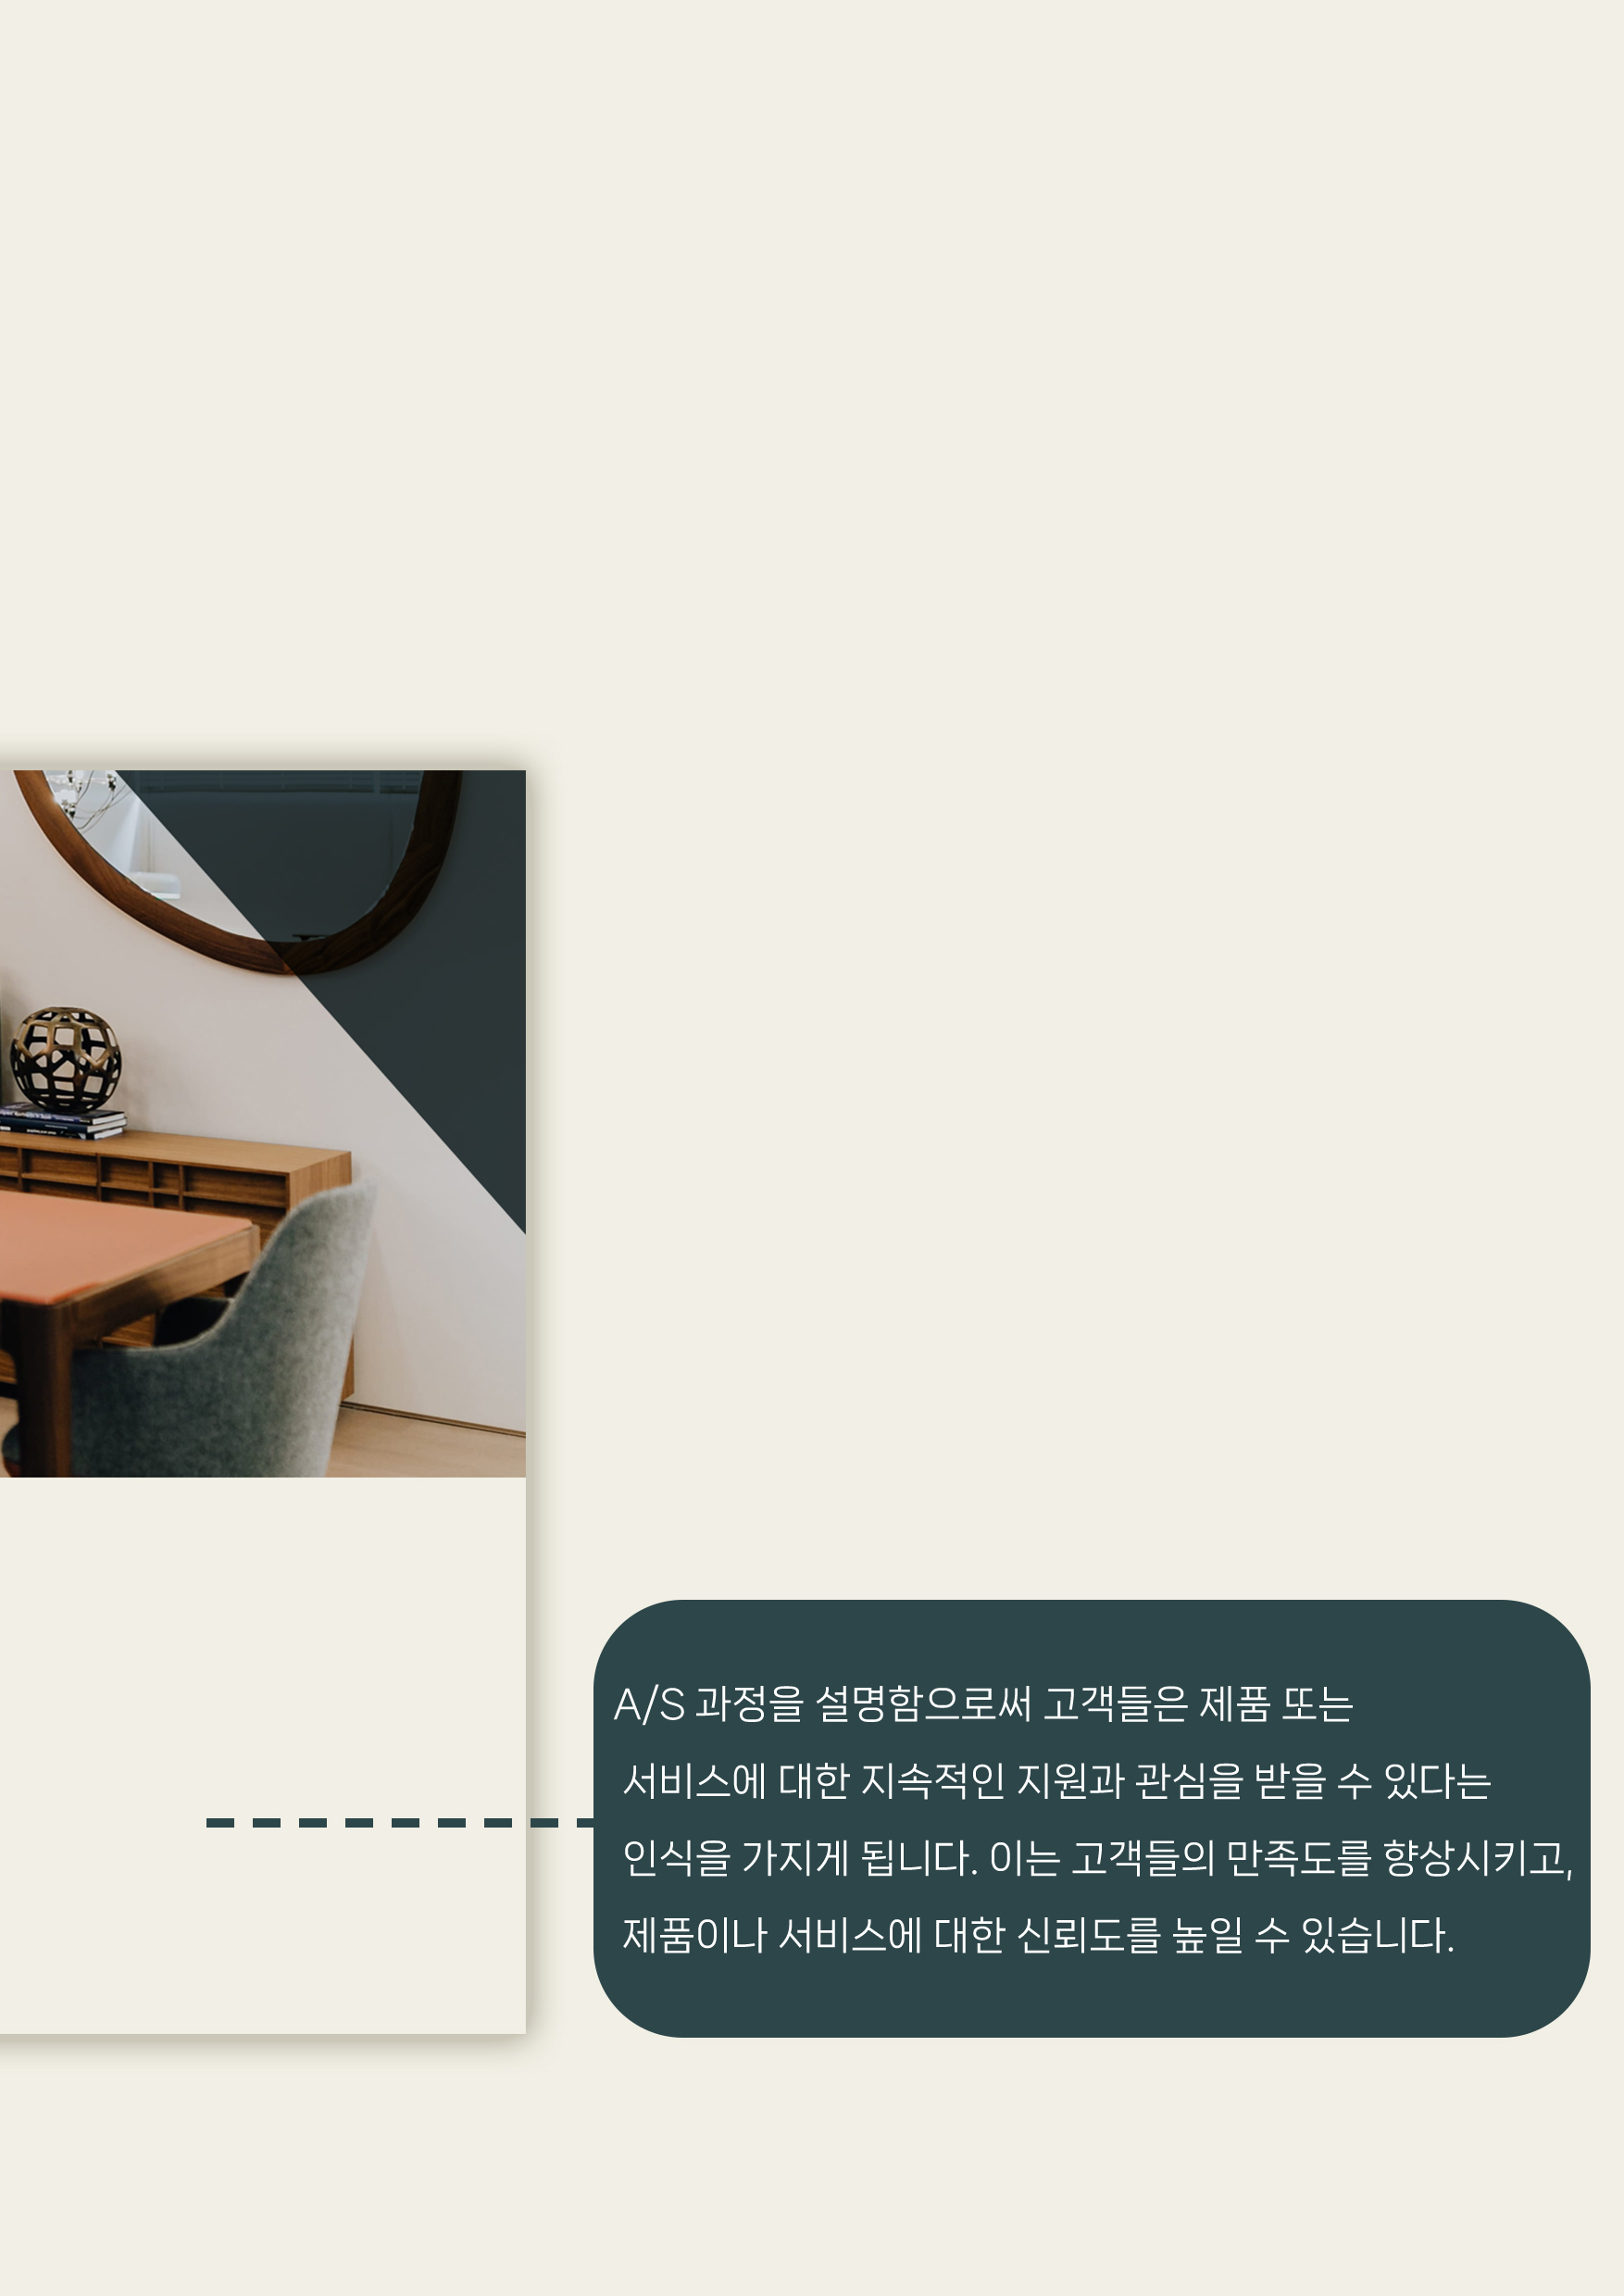 A/S 과정을 설명함으로써 고객들은 제품 또는
서비스에 대한 지속적인 지원과 관심을 받을 수 있다는
인식을 가지게 됩니다. 이는 고객들의 만족도를 향상시키고,
제품이나 서비스에 대한 신뢰도를 높일 수 있습니다.